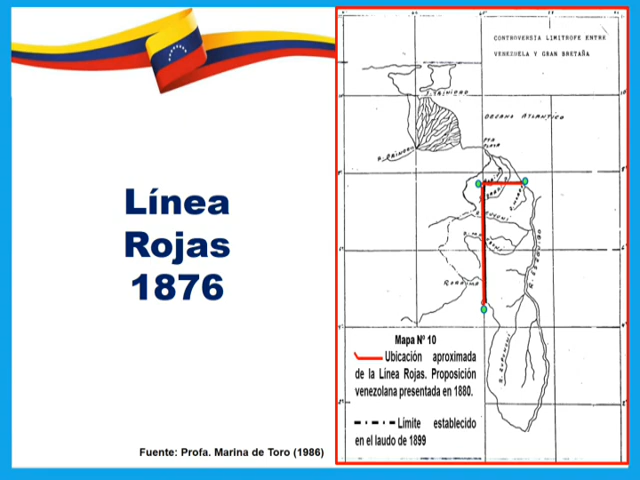 Línea
Rojas
1876
Fuente: Profa. Marina de Toro (1986)
CONTROVERSIA LIMITROFE ENTRE
VENEZUELA Y GRAN BRETAÑA
OCEANO ATLANTICO
RORAIMA
R. ESEQUIBO
Mapa Nº 10
Ubicación aproximada
de la Línea Rojas. Proposición
venezolana presentada en 1880.
Límite establecido
en el laudo de 1899